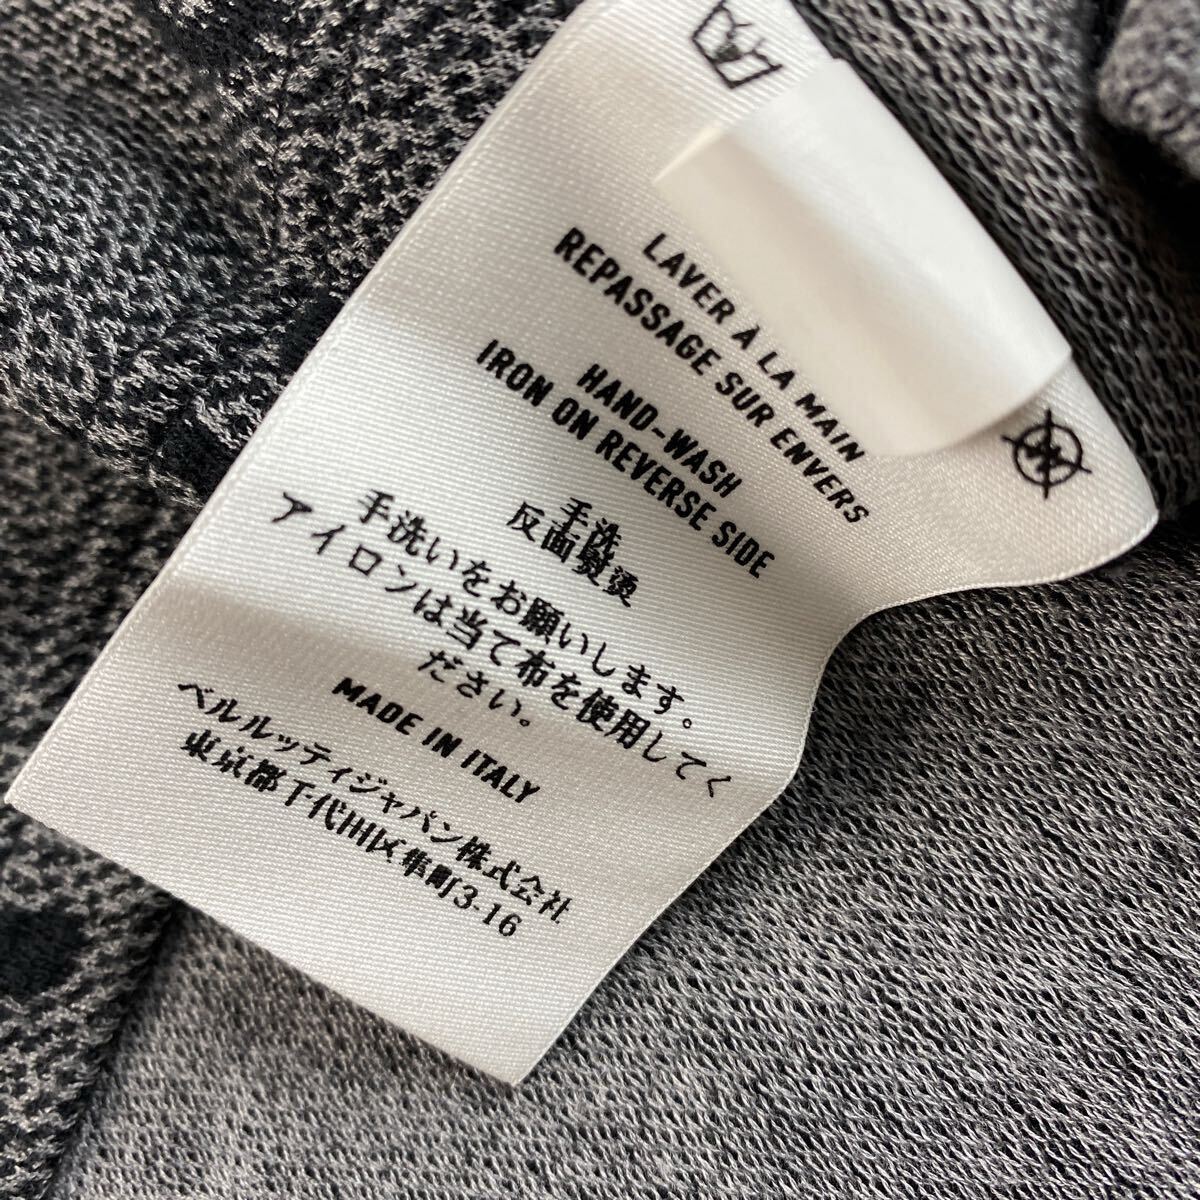 LAVER À LA MAIN
REPASSAGE SUR ENVERS
HAND-WASH
IRON ON REVERSE SIDE
手洗
反面熨烫
手洗いをお願いします。
アイロンは当て布を使用してく
ださい。
MADE IN ITALY
ベルルッティジャパン株式会社
東京都千代田区隼町3-16
W